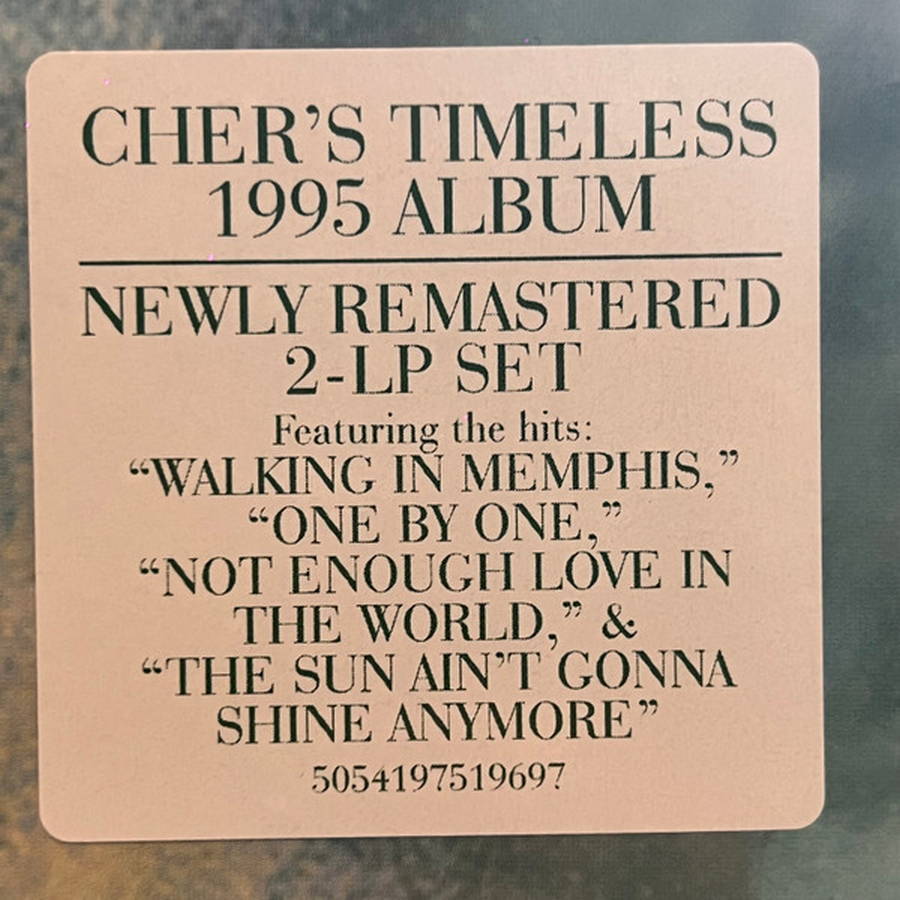 CHER’S TIMELESS
1995 ALBUM
NEWLY REMASTERED
2-LP SET
Featuring the hits:
“WALKING IN MEMPHIS,”
“ONE BY ONE,”
“NOT ENOUGH LOVE IN
THE WORLD,” &
“THE SUN AIN’T GONNA
SHINE ANYMORE”
5054197519697